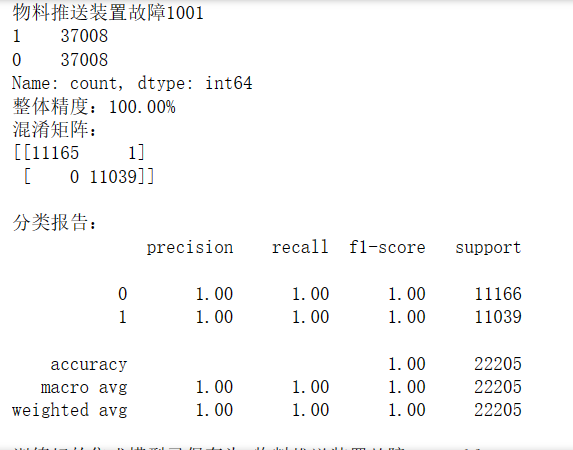 物料推送装置故障1001
1    37008
0    37008
Name: count, dtype: int64
整体精度：100.00%
混淆矩阵：
[[11165     1]
 [    0 11039]]
分类报告：
              precision    recall  f1-score   support
           0       1.00      1.00      1.00     11166
           1       1.00      1.00      1.00     11039
    accuracy                           1.00     22205
   macro avg       1.00      1.00      1.00     22205
weighted avg       1.00      1.00      1.00     22205